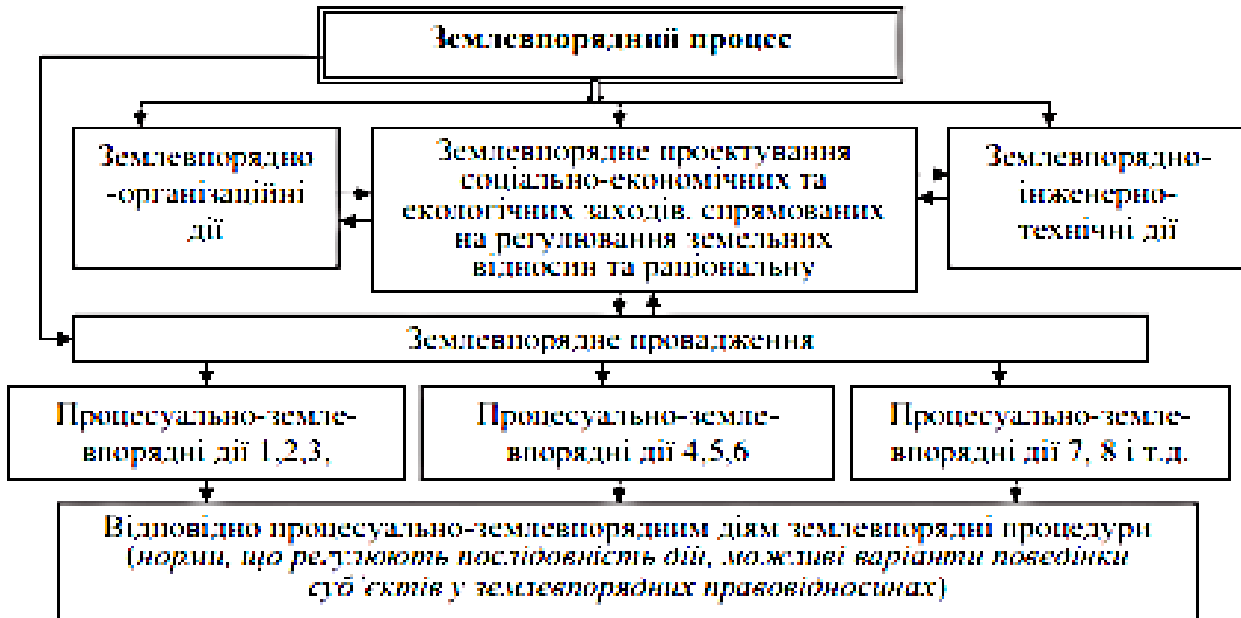 Землевпорядний процес
Землевпорядно
-організаційні
дії
Землевпорядне проектування
соціально-економічних та
екологічних заходів, спрямованих
на регулювання земельних
відносин та раціональну
Землевпорядно-
інженерно-
технічні дії
Землевпорядне провадження
Процесуально-земле-
впорядні дії 1,2,3,
Процесуально-земле-
впорядні дії 4,5,6
Процесуально-земле-
впорядні дії 7, 8 і т.д.
Відповідно процесуально-землевпорядним діям землевпорядні процедури
(норми, що регулюють послідовність дій, можливі варіанти поведінки
суб'єктів у землевпорядних правовідносинах)